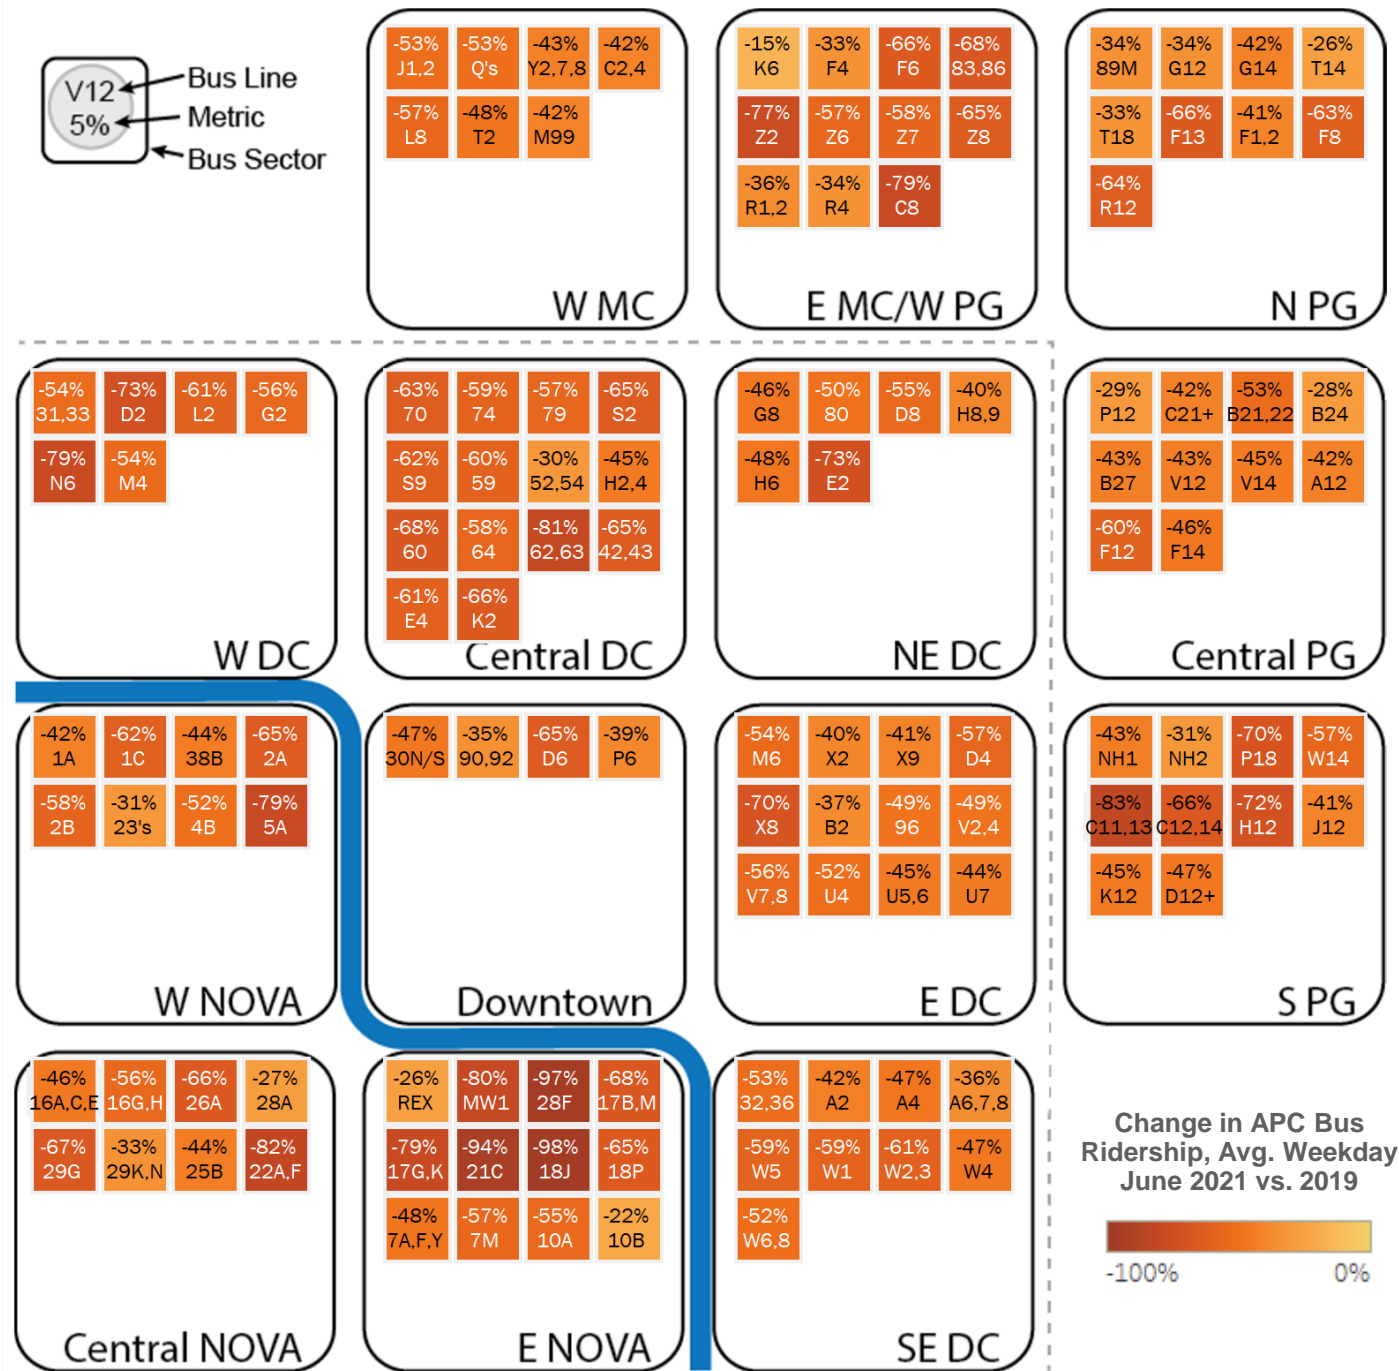 V12
5%
Bus Line
Metric
Bus Sector
-53% -53% -43% -42%
J1,2 Q's Y2,7,8 C2,4
-57% -48% -42%
L8 T2 M99
W MC
-15% -33% -66% -68%
K6 F4 F6 83,86
-77% -57% -58% -65%
Z2 Z6 Z7 Z8
-36% -34% -79%
R1,2 R4 C8
E MC/W PG
-34% -34% -42% -26%
89M G12 G14 T14
-33% -66% -41% -63%
T18 F13 F1,2 F8
-64%
R12
N PG
-54% -73% -61% -56%
31,33 D2 L2 G2
-79% -54%
N6 M4
W DC
-63% -59% -57% -65%
70 74 79 S2
-62% -60% -30% -45%
S9 59 52,54 H2,4
-68% -58% -81% -65%
60 64 62,63 42,43
-61% -66%
E4 K2
Central DC
-46% -50% -55% -40%
G8 80 D8 H8,9
-48% -73%
H6 E2
NE DC
-29% -42% -53% -28%
P12 C21+ B21,22 B24
-43% -43% -45% -42%
B27 V12 V14 A12
-60% -46%
F12 F14
Central PG
-42% -62% -44% -65%
1A 1C 38B 2A
-58% -31% -52% -79%
2B 23's 4B 5A
W NOVA
-47% -35% -65% -39%
30N/S 90,92 D6 P6
Downtown
-54% -40% -41% -57%
M6 X2 X9 D4
-70% -37% -49% -49%
X8 B2 96 V2,4
-56% -52% -45% -44%
V7,8 U4 U5,6 U7
E DC
-43% -31% -70% -57%
NH1 NH2 P18 W14
-83% -66% -72% -41%
C11,13 C12,14 H12 J12
-45% -47%
K12 D12+
S PG
-46% -56% -66% -27%
16A,C,E 16G,H 26A 28A
-67% -33% -44% -82%
29G 29K,N 25B 22A,F
Central NOVA
-26% -80% -97% -68%
REX MW1 28F 17B,M
-79% -94% -98% -65%
17G,K 21C 18J 18P
-48% -57% -55% -22%
7A,F,Y 7M 10A 10B
E NOVA
-53% -42% -47% -36%
32,36 A2 A4 A6,7,8
-59% -59% -61% -47%
W5 W1 W2,3 W4
-52%
W6,8
SE DC
Change in APC Bus
Ridership, Avg. Weekday
June 2021 vs. 2019
-100% 0%